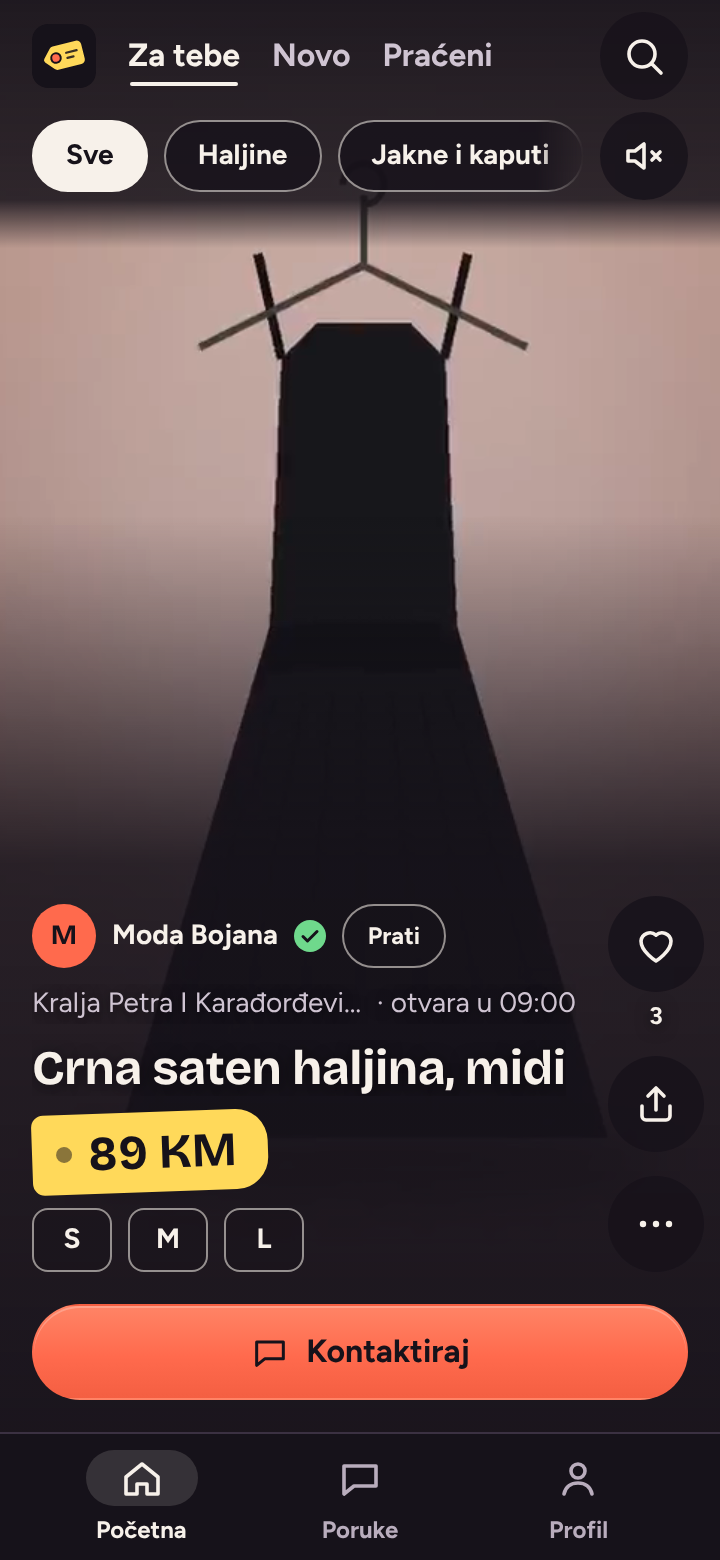 Za tebe Novo Praćeni
Sve Haljine Jakne i kaputi
M Moda Bojana Prati
Kralja Petra I Karađorđevi... · otvara u 09:00
3
Crna saten haljina, midi
89 KM
S M L
Kontaktiraj
Početna Poruke Profil